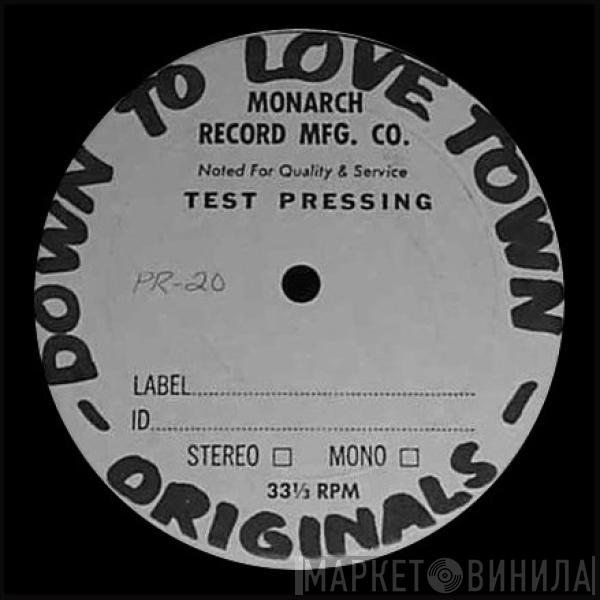 DOWN TO LOVE TOWN
MONARCH
RECORD MFG. CO.
Noted For Quality & Service
TEST PRESSING
PR-20
LABEL
ID
STEREO □ MONO □
33⅓ RPM
- ORIGINALS -
МАРКЕТ ВИНИЛА